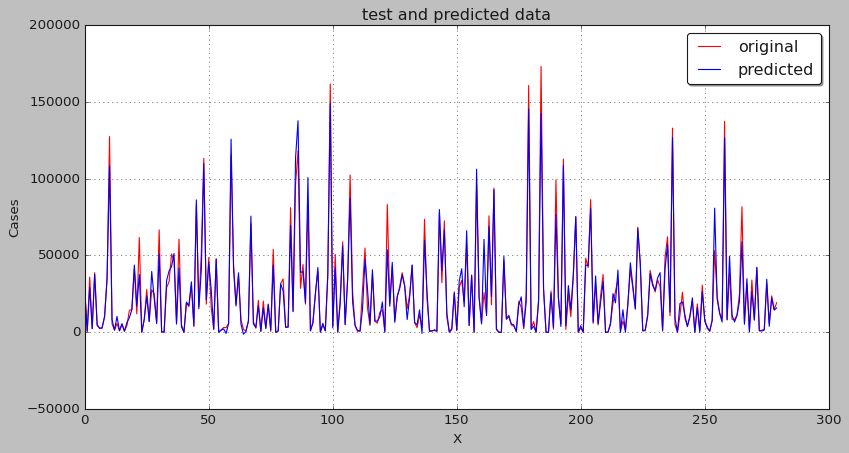 test and predicted data
200000
150000
100000
50000
0
−50000
Cases
original
predicted
0
50
100
150
200
250
300
X